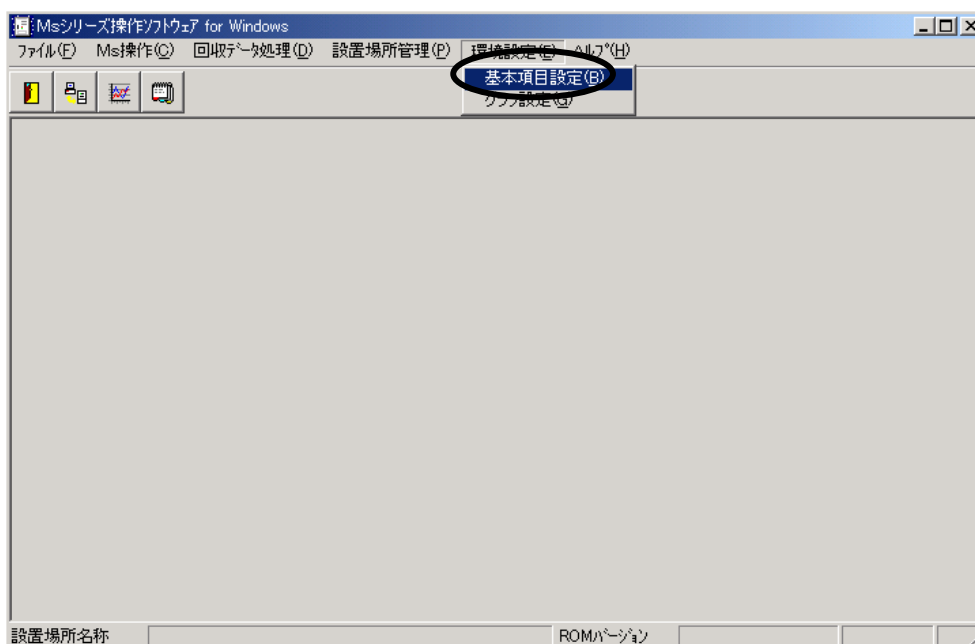 Msシリーズ操作ソフトウェア for Windows
ファイル(F) Ms操作(C) 回収データ処理(D) 設置場所管理(P) 環境設定(E) ヘルプ(H)
基本項目設定(B)
グラフ設定(G)
設置場所名称 ROMバージョン